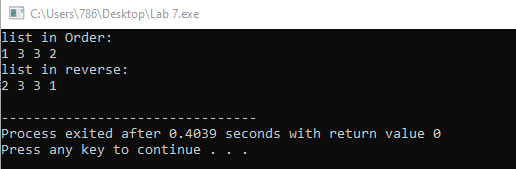 C:\Users\786\Desktop\Lab 7.exe
list in Order:
1 3 3 2
list in reverse:
2 3 3 1
--------------------------------
Process exited after 0.4039 seconds with return value 0
Press any key to continue . . .